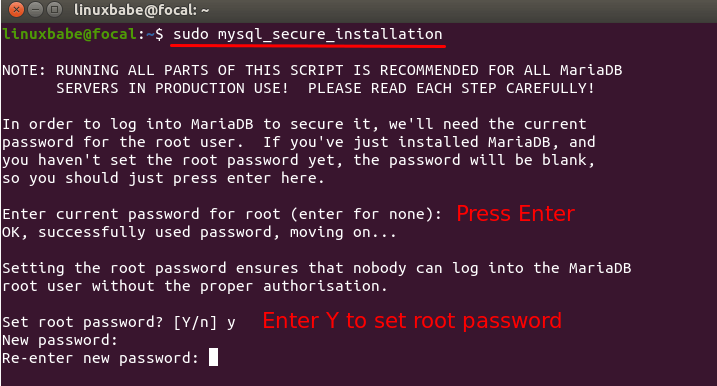 linuxbabe@focal: ~
linuxbabe@focal:~$ sudo mysql_secure_installation
NOTE: RUNNING ALL PARTS OF THIS SCRIPT IS RECOMMENDED FOR ALL MariaDB
SERVERS IN PRODUCTION USE!  PLEASE READ EACH STEP CAREFULLY!
In order to log into MariaDB to secure it, we'll need the current
password for the root user.  If you've just installed MariaDB, and
you haven't set the root password yet, the password will be blank,
so you should just press enter here.
Enter current password for root (enter for none): Press Enter
OK, successfully used password, moving on...
Setting the root password ensures that nobody can log into the MariaDB
root user without the proper authorisation.
Set root password? [Y/n] y Enter Y to set root password
New password:
Re-enter new password: